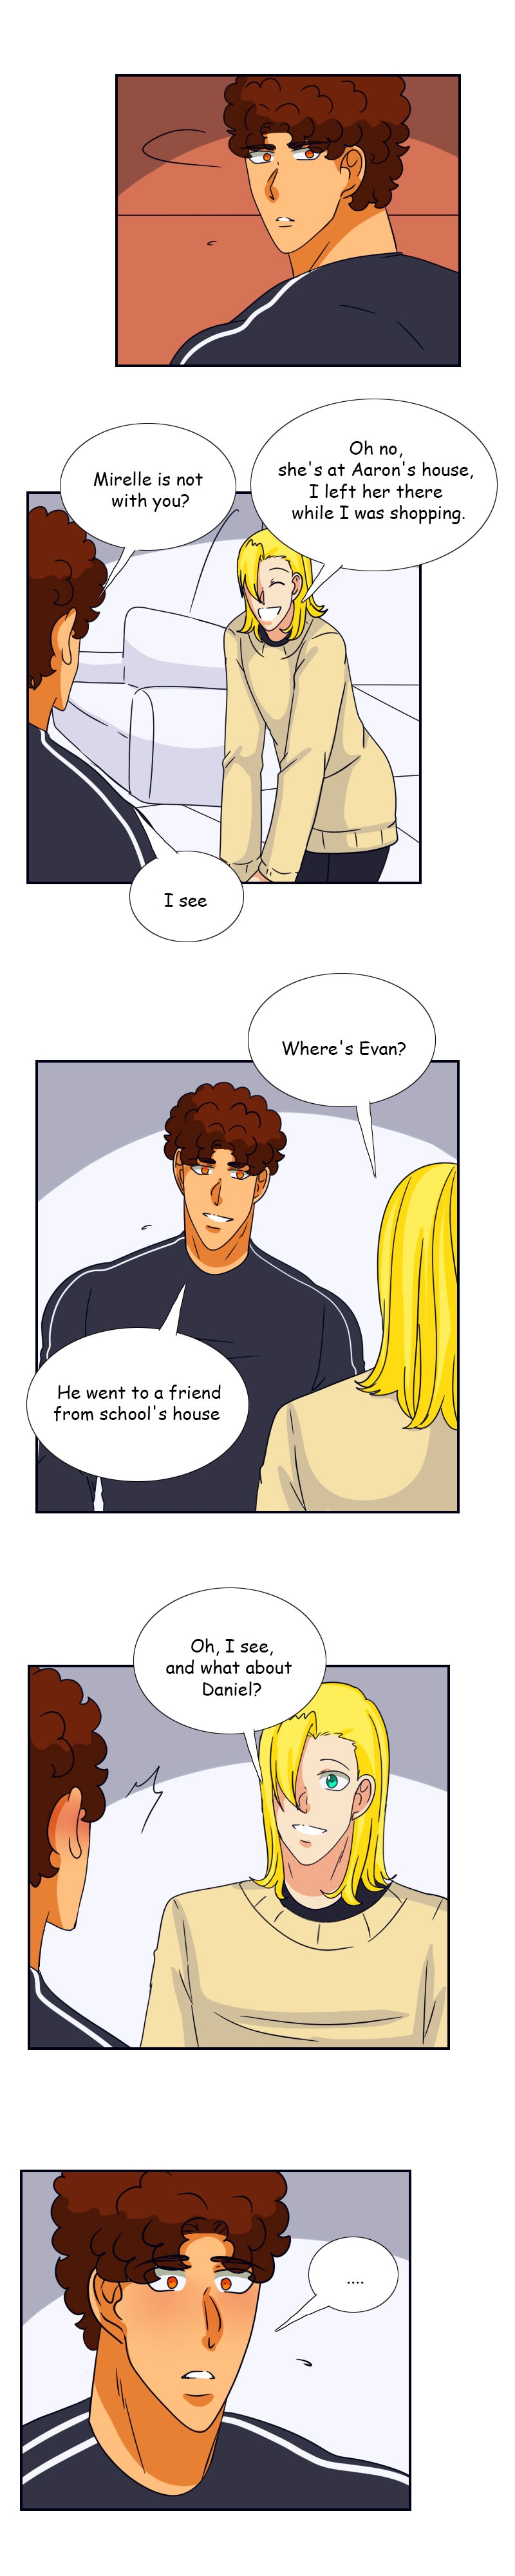 Mirelle is not
with you?
Oh no,
she's at Aaron's house,
I left her there
while I was shopping.
I see
Where's Evan?
He went to a friend
from school's house
Oh, I see,
and what about
Daniel?
....